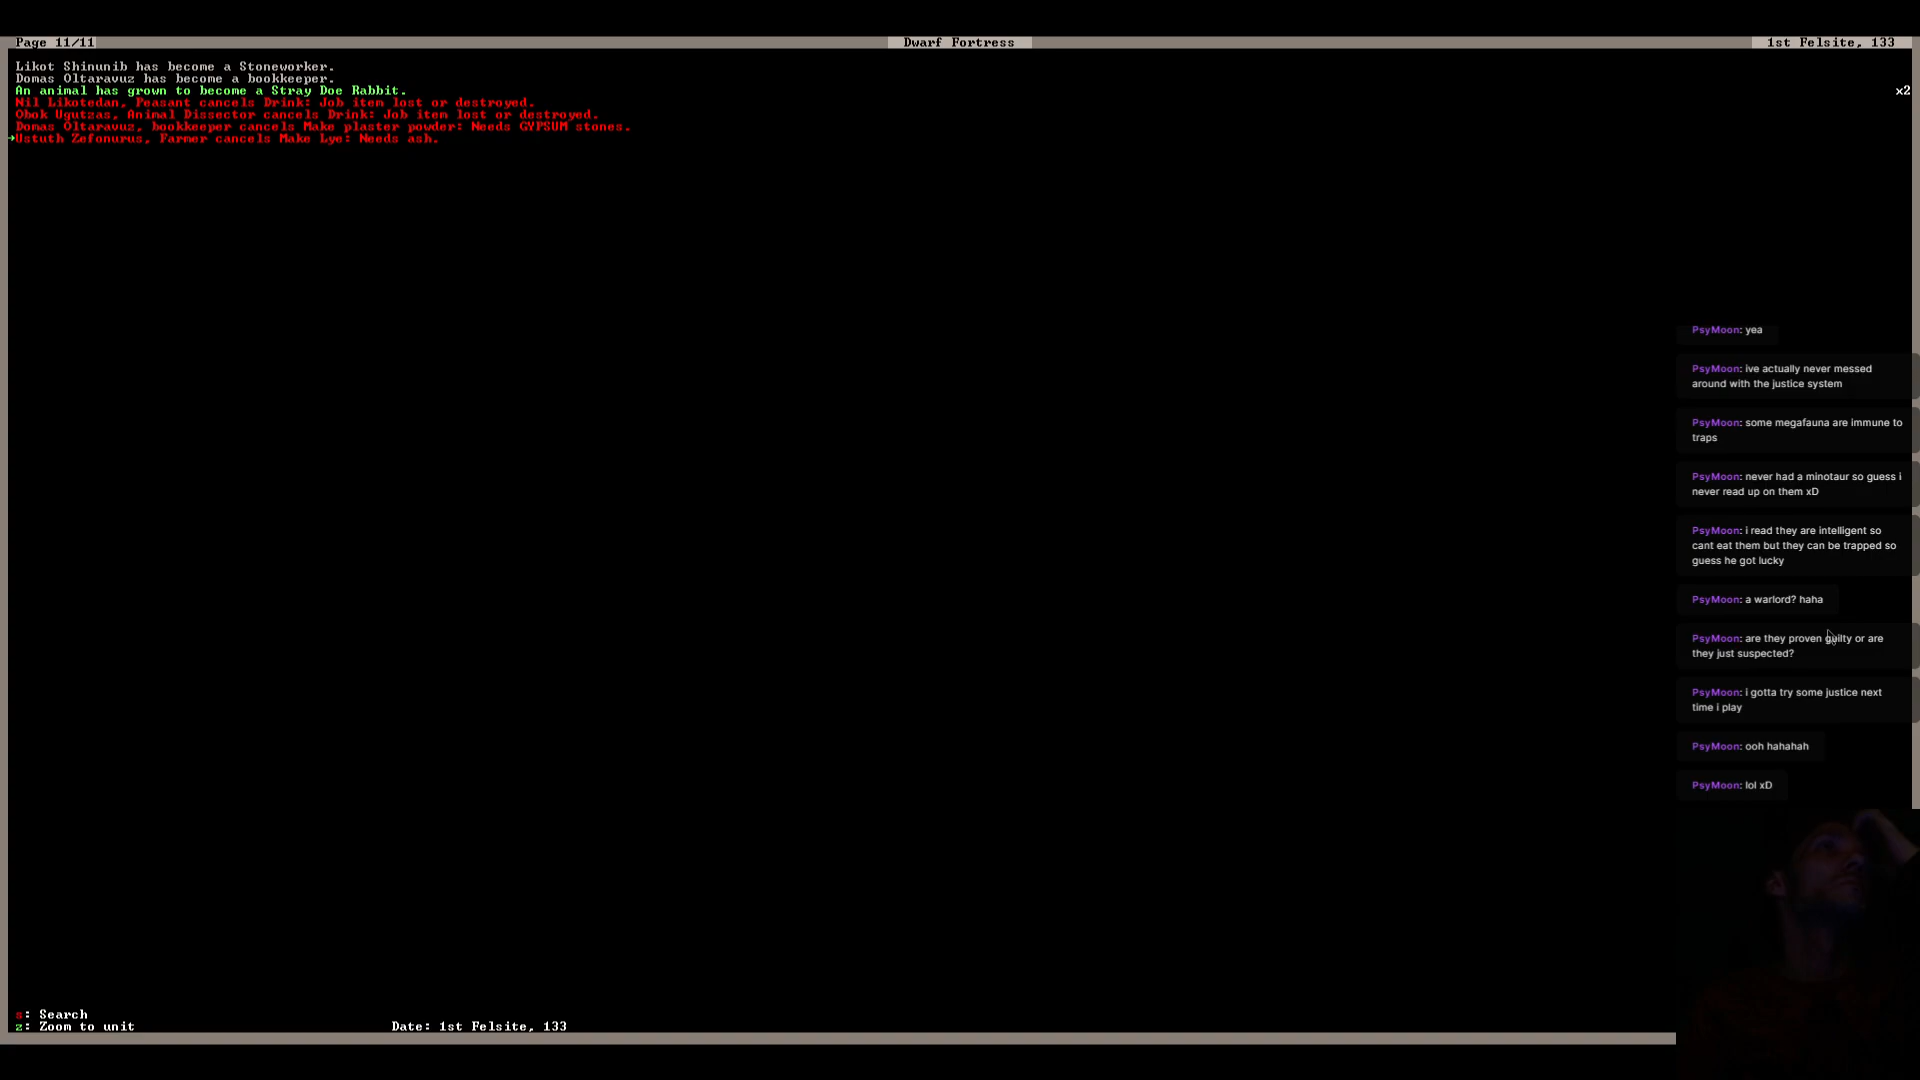 Page 11/11
Dwarf Fortress
1st Felsite, 133
Likot Shinunib has become a Stoneworker.
Domas Oltaravuz has become a bookkeeper.
An animal has grown to become a Stray Doe Rabbit.
x2
Nil Likotedan, Peasant cancels Drink: Job item lost or destroyed.
Obok Ugutzas, Animal Dissector cancels Drink: Job item lost or destroyed.
Domas Oltaravuz, bookkeeper cancels Make plaster powder: Needs GYPSUM stones.
Ustuth Zefonurus, Farmer cancels Make Lye: Needs ash.
PsyMoon: yea
PsyMoon: ive actually never messed
around with the justice system
PsyMoon: some megafauna are immune to
traps
PsyMoon: never had a minotaur so guess i
never read up on them xD
PsyMoon: i read they are intelligent so
cant eat them but they can be trapped so
guess he got lucky
PsyMoon: a warlord? haha
PsyMoon: are they proven guilty or are
they just suspected?
PsyMoon: i gotta try some justice next
time i play
PsyMoon: ooh hahahah
PsyMoon: lol xD
s: Search
z: Zoom to unit
Date: 1st Felsite, 133